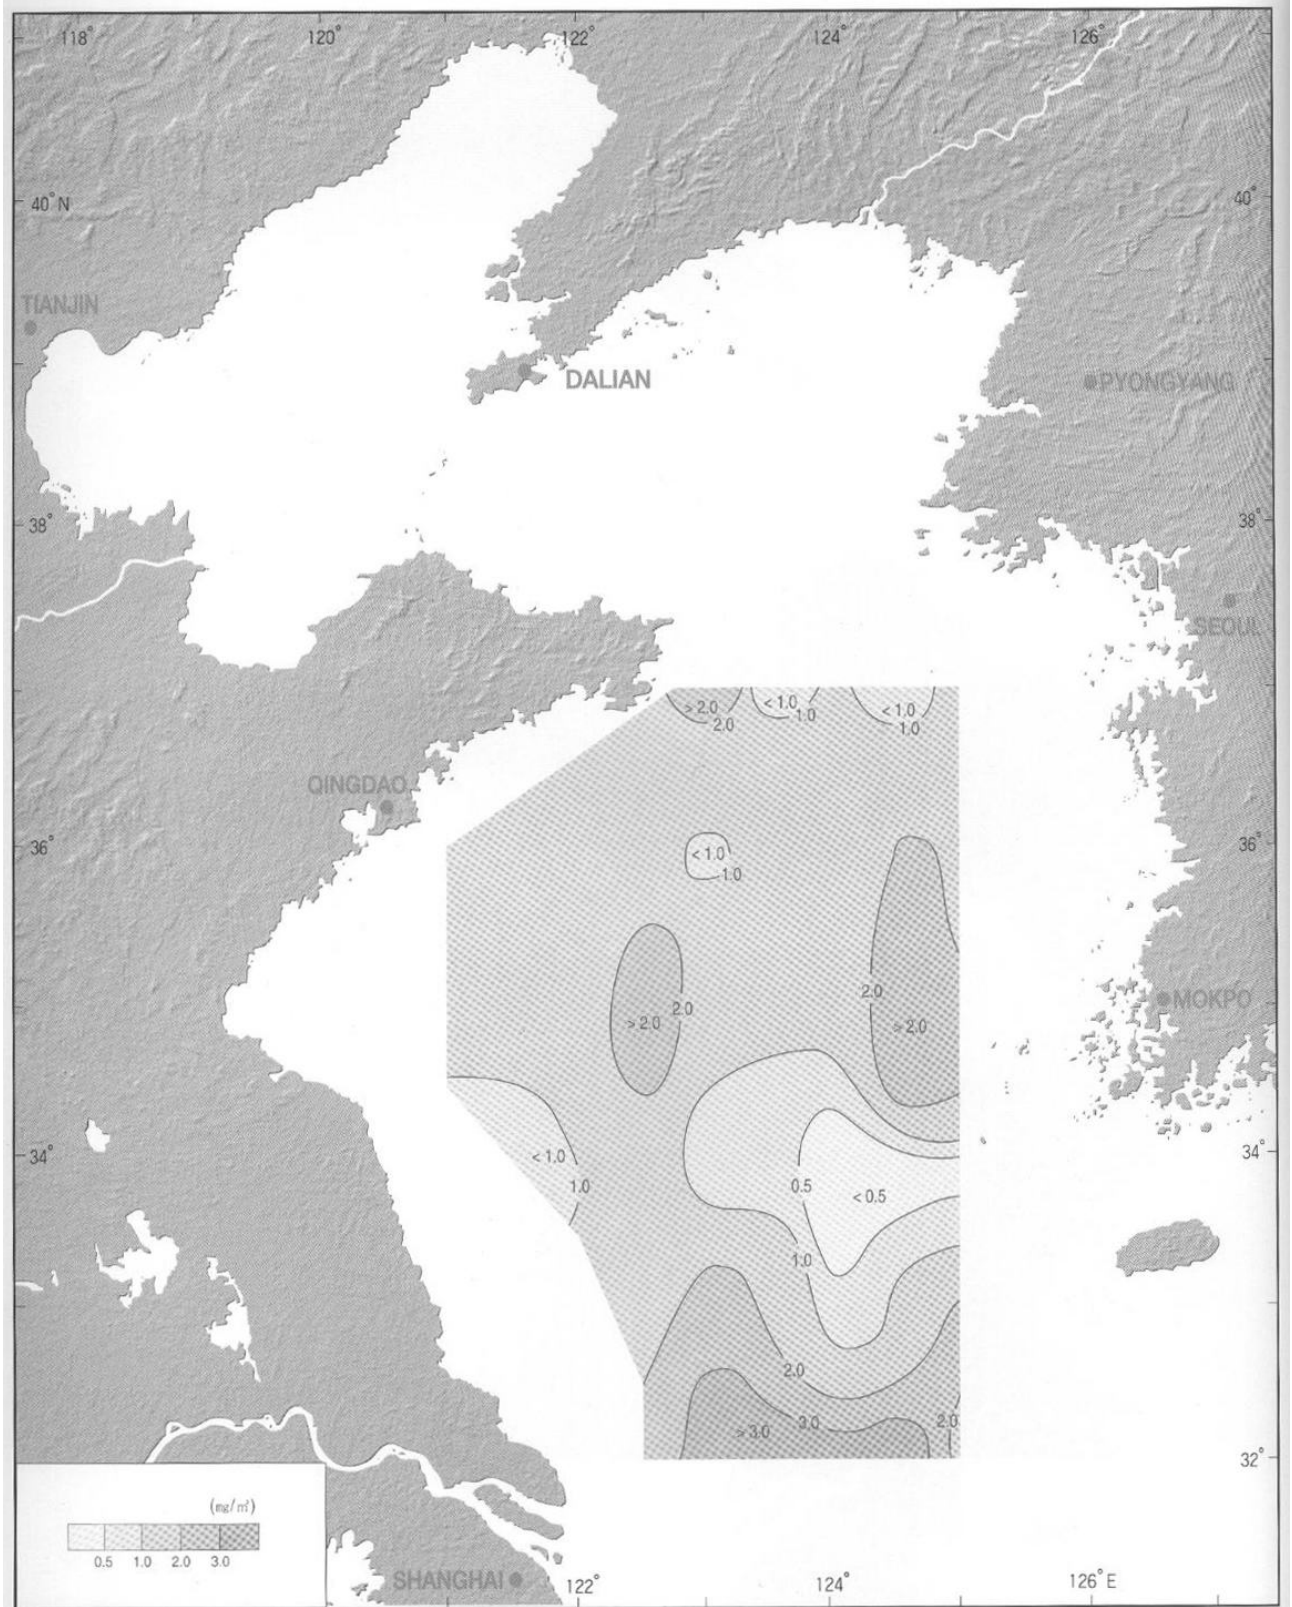 118° 120° 122° 124° 126°
40° N 40°
TIANJIN
DALIAN PYONGYANG
38° 38°
SEOUL
> 2.0 < 1.0 < 1.0
2.0 1.0 1.0
QINGDAO
36° 36°
< 1.0
1.0
2.0 MOKPO
2.0
> 2.0 > 2.0
34° 34°
< 1.0
1.0 0.5 < 0.5
1.0
2.0
3.0 2.0
> 3.0
32°
(mg/㎥)
0.5 1.0 2.0 3.0
SHANGHAI 122° 124° 126° E